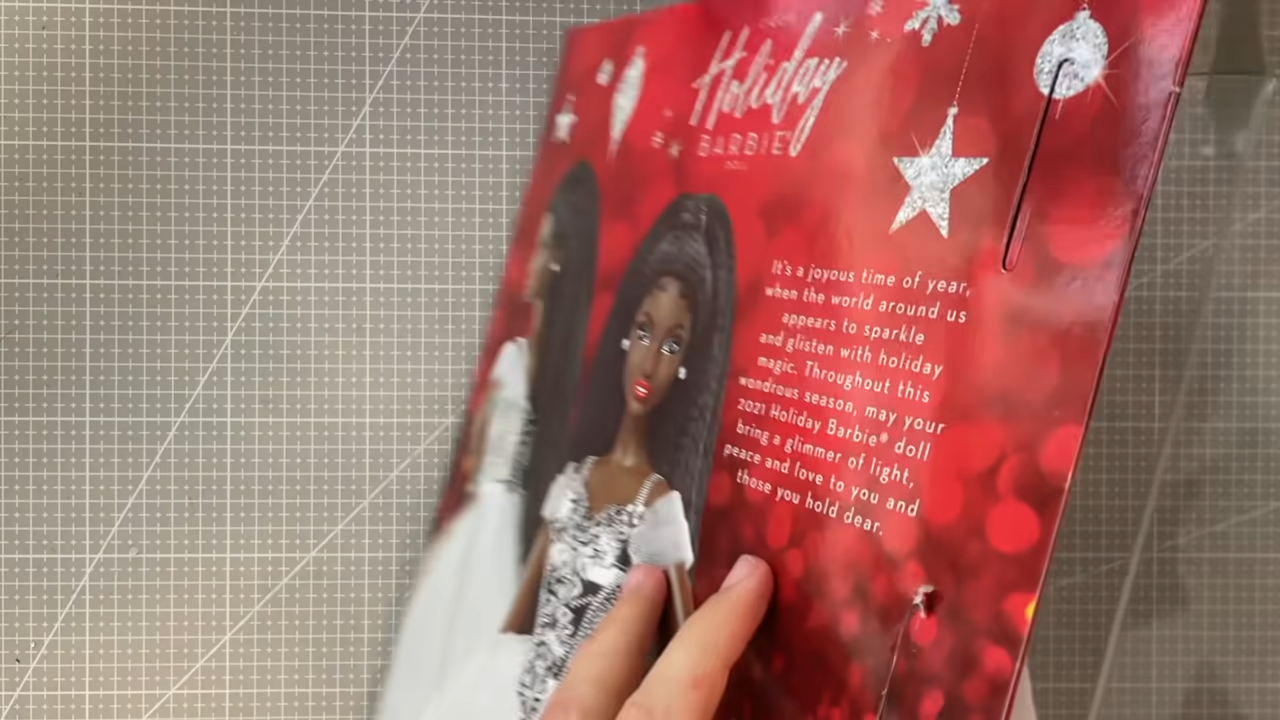 Holiday
BARBIE®
DOLL
It's a joyous time of year,
when the world around us
appears to sparkle
and glisten with holiday
magic. Throughout this
wondrous season, may your
2021 Holiday Barbie® doll
bring a glimmer of light,
peace and love to you and
those you hold dear.